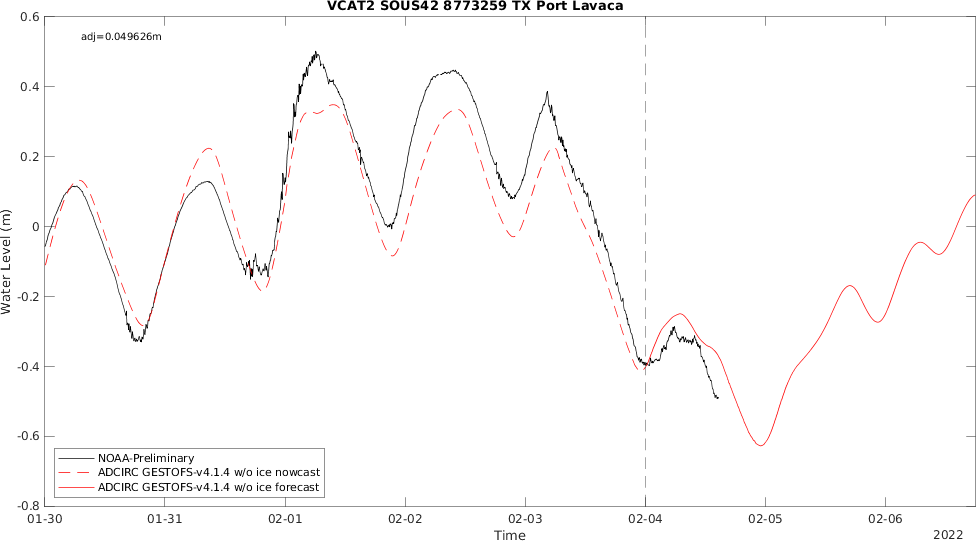 VCAT2 SOUS42 8773259 TX Port Lavaca
adj=0.049626m
0.6
0.4
0.2
0
-0.2
-0.4
-0.6
-0.8
Water Level (m)
NOAA-Preliminary
ADCIRC GESTOFS-v4.1.4 w/o ice nowcast
ADCIRC GESTOFS-v4.1.4 w/o ice forecast
01-30 01-31 02-01 02-02 02-03 02-04 02-05 02-06
Time
2022